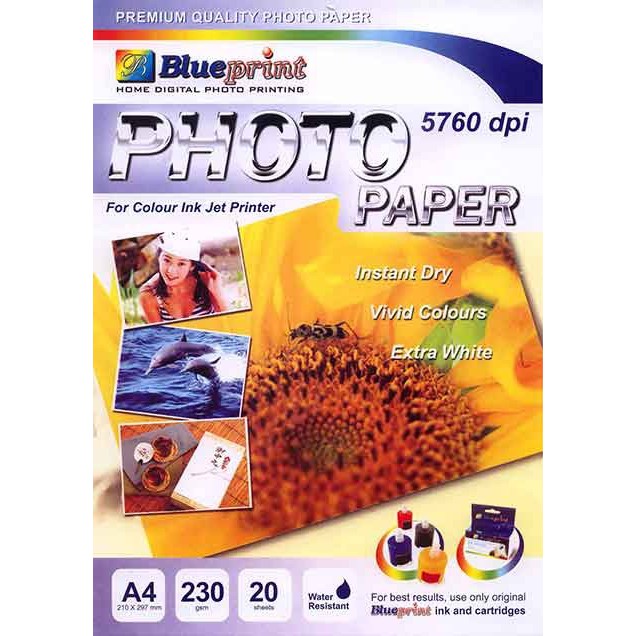 PREMIUM QUALITY PHOTO PAPER
B Blueprint
HOME DIGITAL PHOTO PRINTING
PHOTO
5760 dpi
PAPER
For Colour Ink Jet Printer
Instant Dry
Vivid Colours
Extra White
Blueprint
A4
210 X 297 mm
230
gsm
20
sheets
Water
Resistant
For best results, use only original
Blueprint ink and cartridges